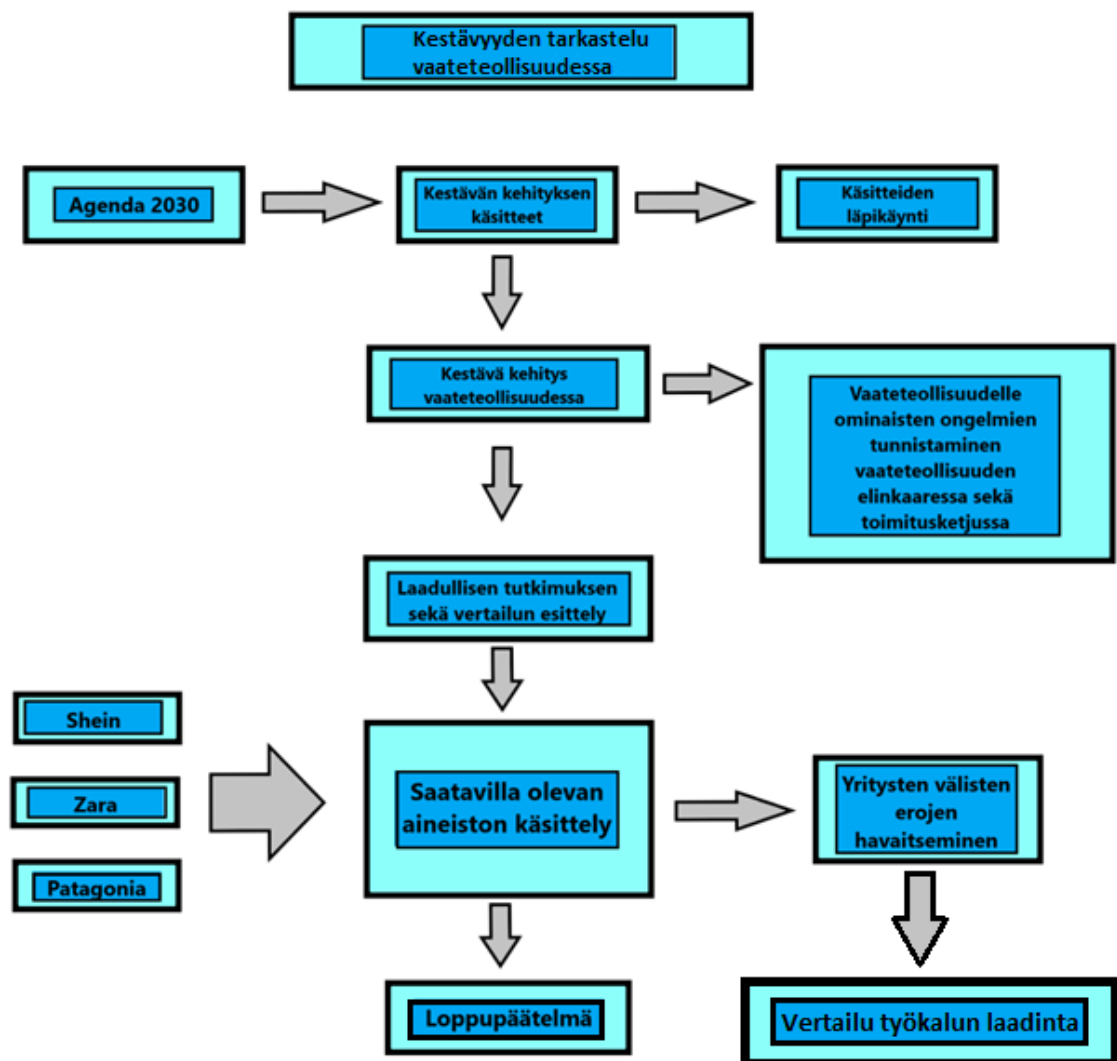 Kestävyyden tarkastelu
vaateteollisuudessa
Agenda 2030
Kestävän kehityksen
käsitteet
Käsitteiden
läpikäynti
Kestävä kehitys
vaateteollisuudessa
Vaateteollisuudelle
ominaisten ongelmien
tunnistaminen
vaateteollisuuden
elinkaaressa sekä
toimitusketjussa
Laadullisen tutkimuksen
sekä vertailun esittely
Shein
Zara
Patagonia
Saatavilla olevan
aineiston käsittely
Yritysten välisten
erojen
havaitseminen
Loppupäätelmä
Vertailu työkalun laadinta